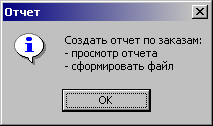 Отчет
Создать отчет по заказам:
- просмотр отчета
- сформировать файл
OK